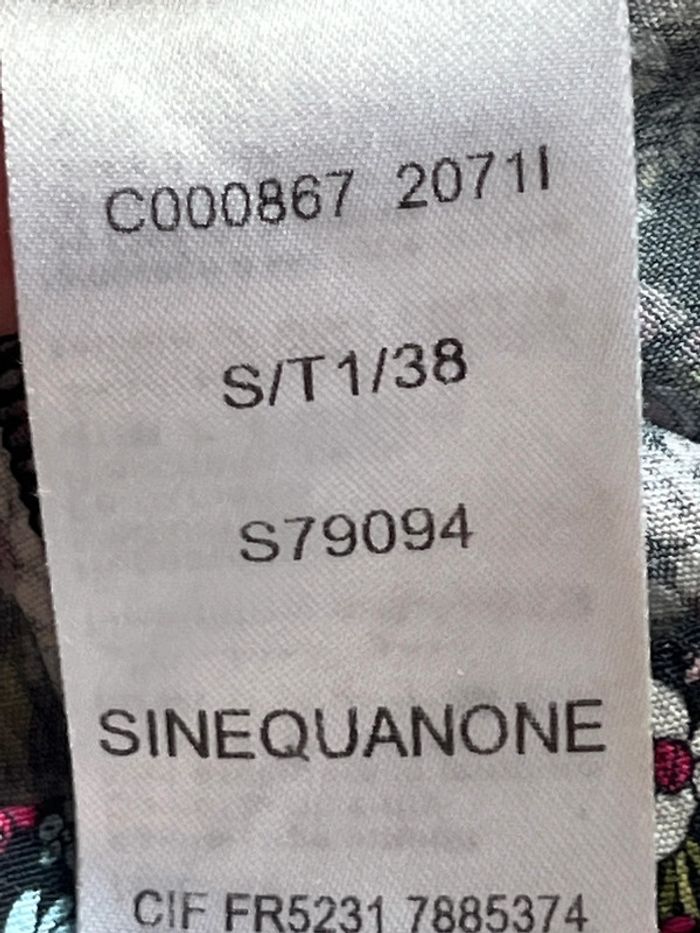 C000867 2071I
S/T1/38
S79094
SINEQUANONE
CIF FR5231 7885374